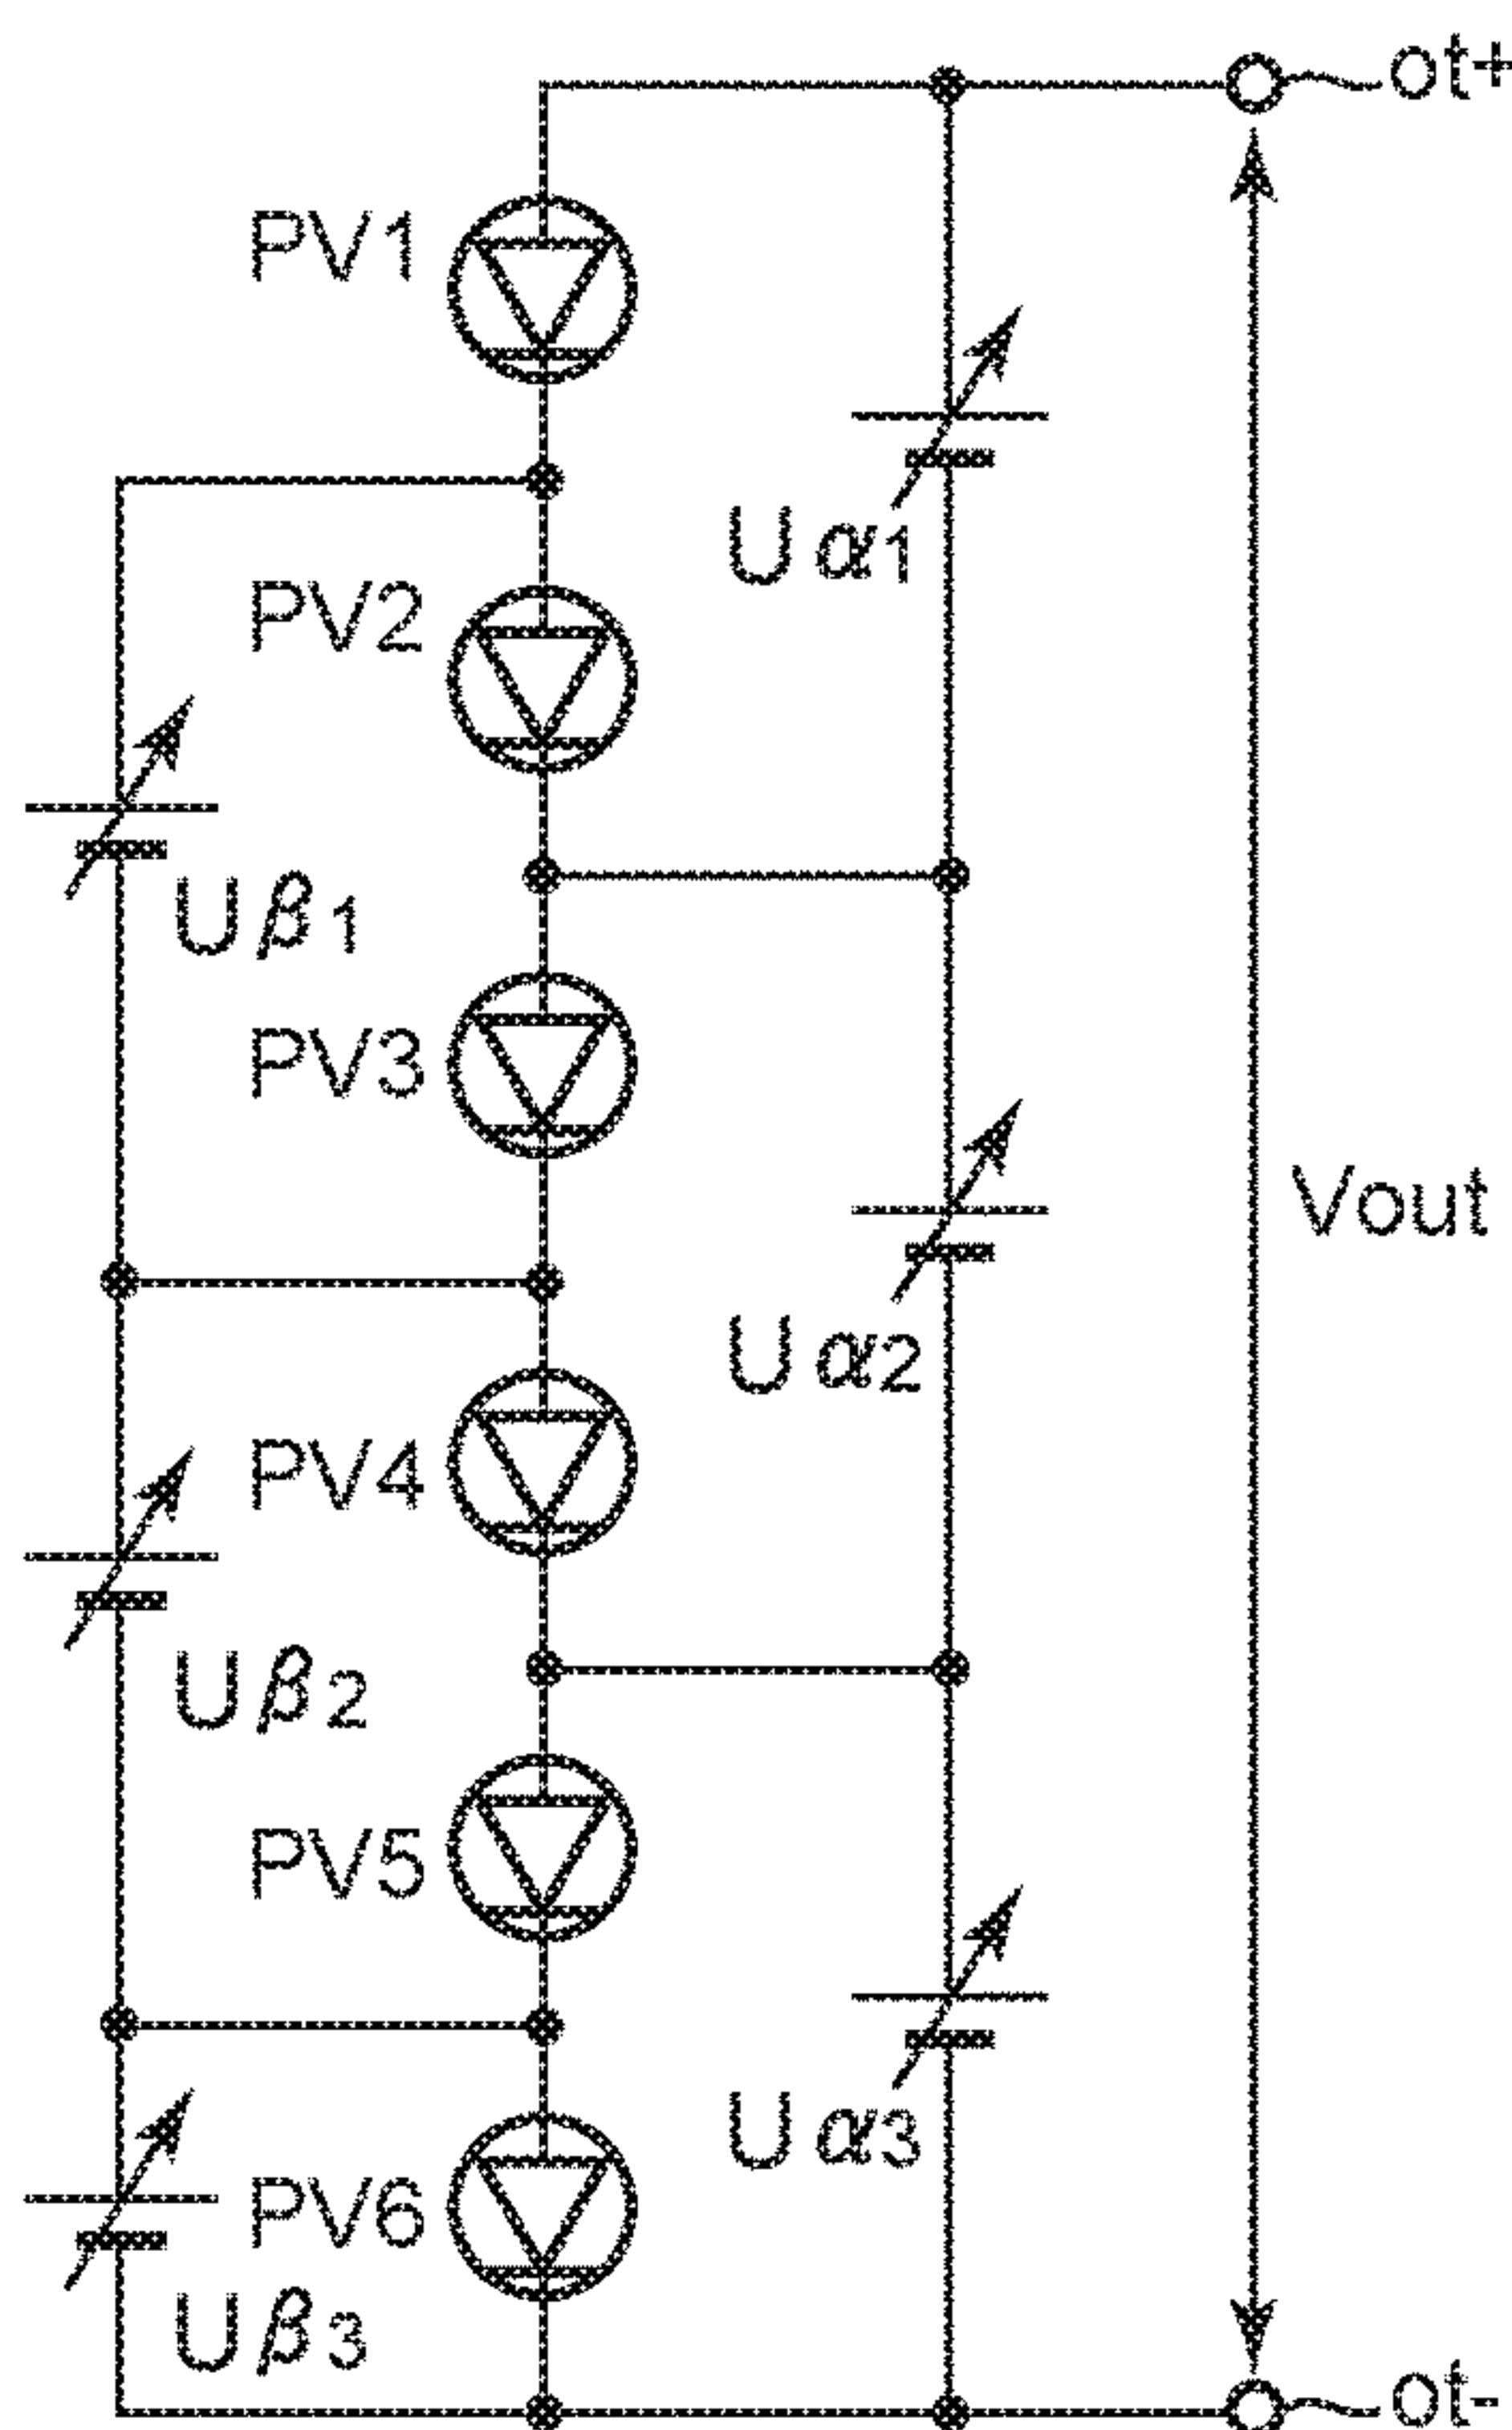 ot+
PV1
Uα1
PV2
Uβ1
PV3
Vout
Uα2
PV4
Uβ2
PV5
Uα3
PV6
Uβ3
ot-